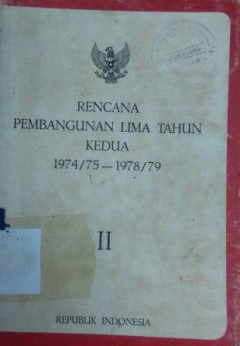 RENCANA
PEMBANGUNAN LIMA TAHUN
KEDUA
1974/75 — 1978/79
II
REPUBLIK INDONESIA